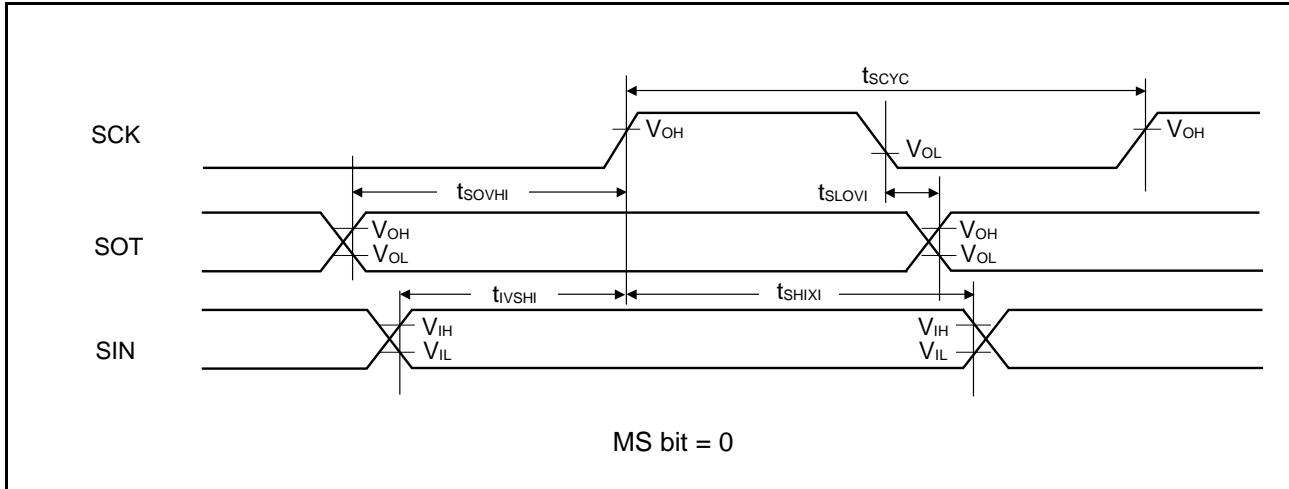 tSCYC
SCK
VOH
VOL
VOH
tSOVHI
tSLOVI
SOT
VOH
VOL
VOH
VOL
tIVSHI
tSHIXI
SIN
VIH
VIL
VIH
VIL
MS bit = 0